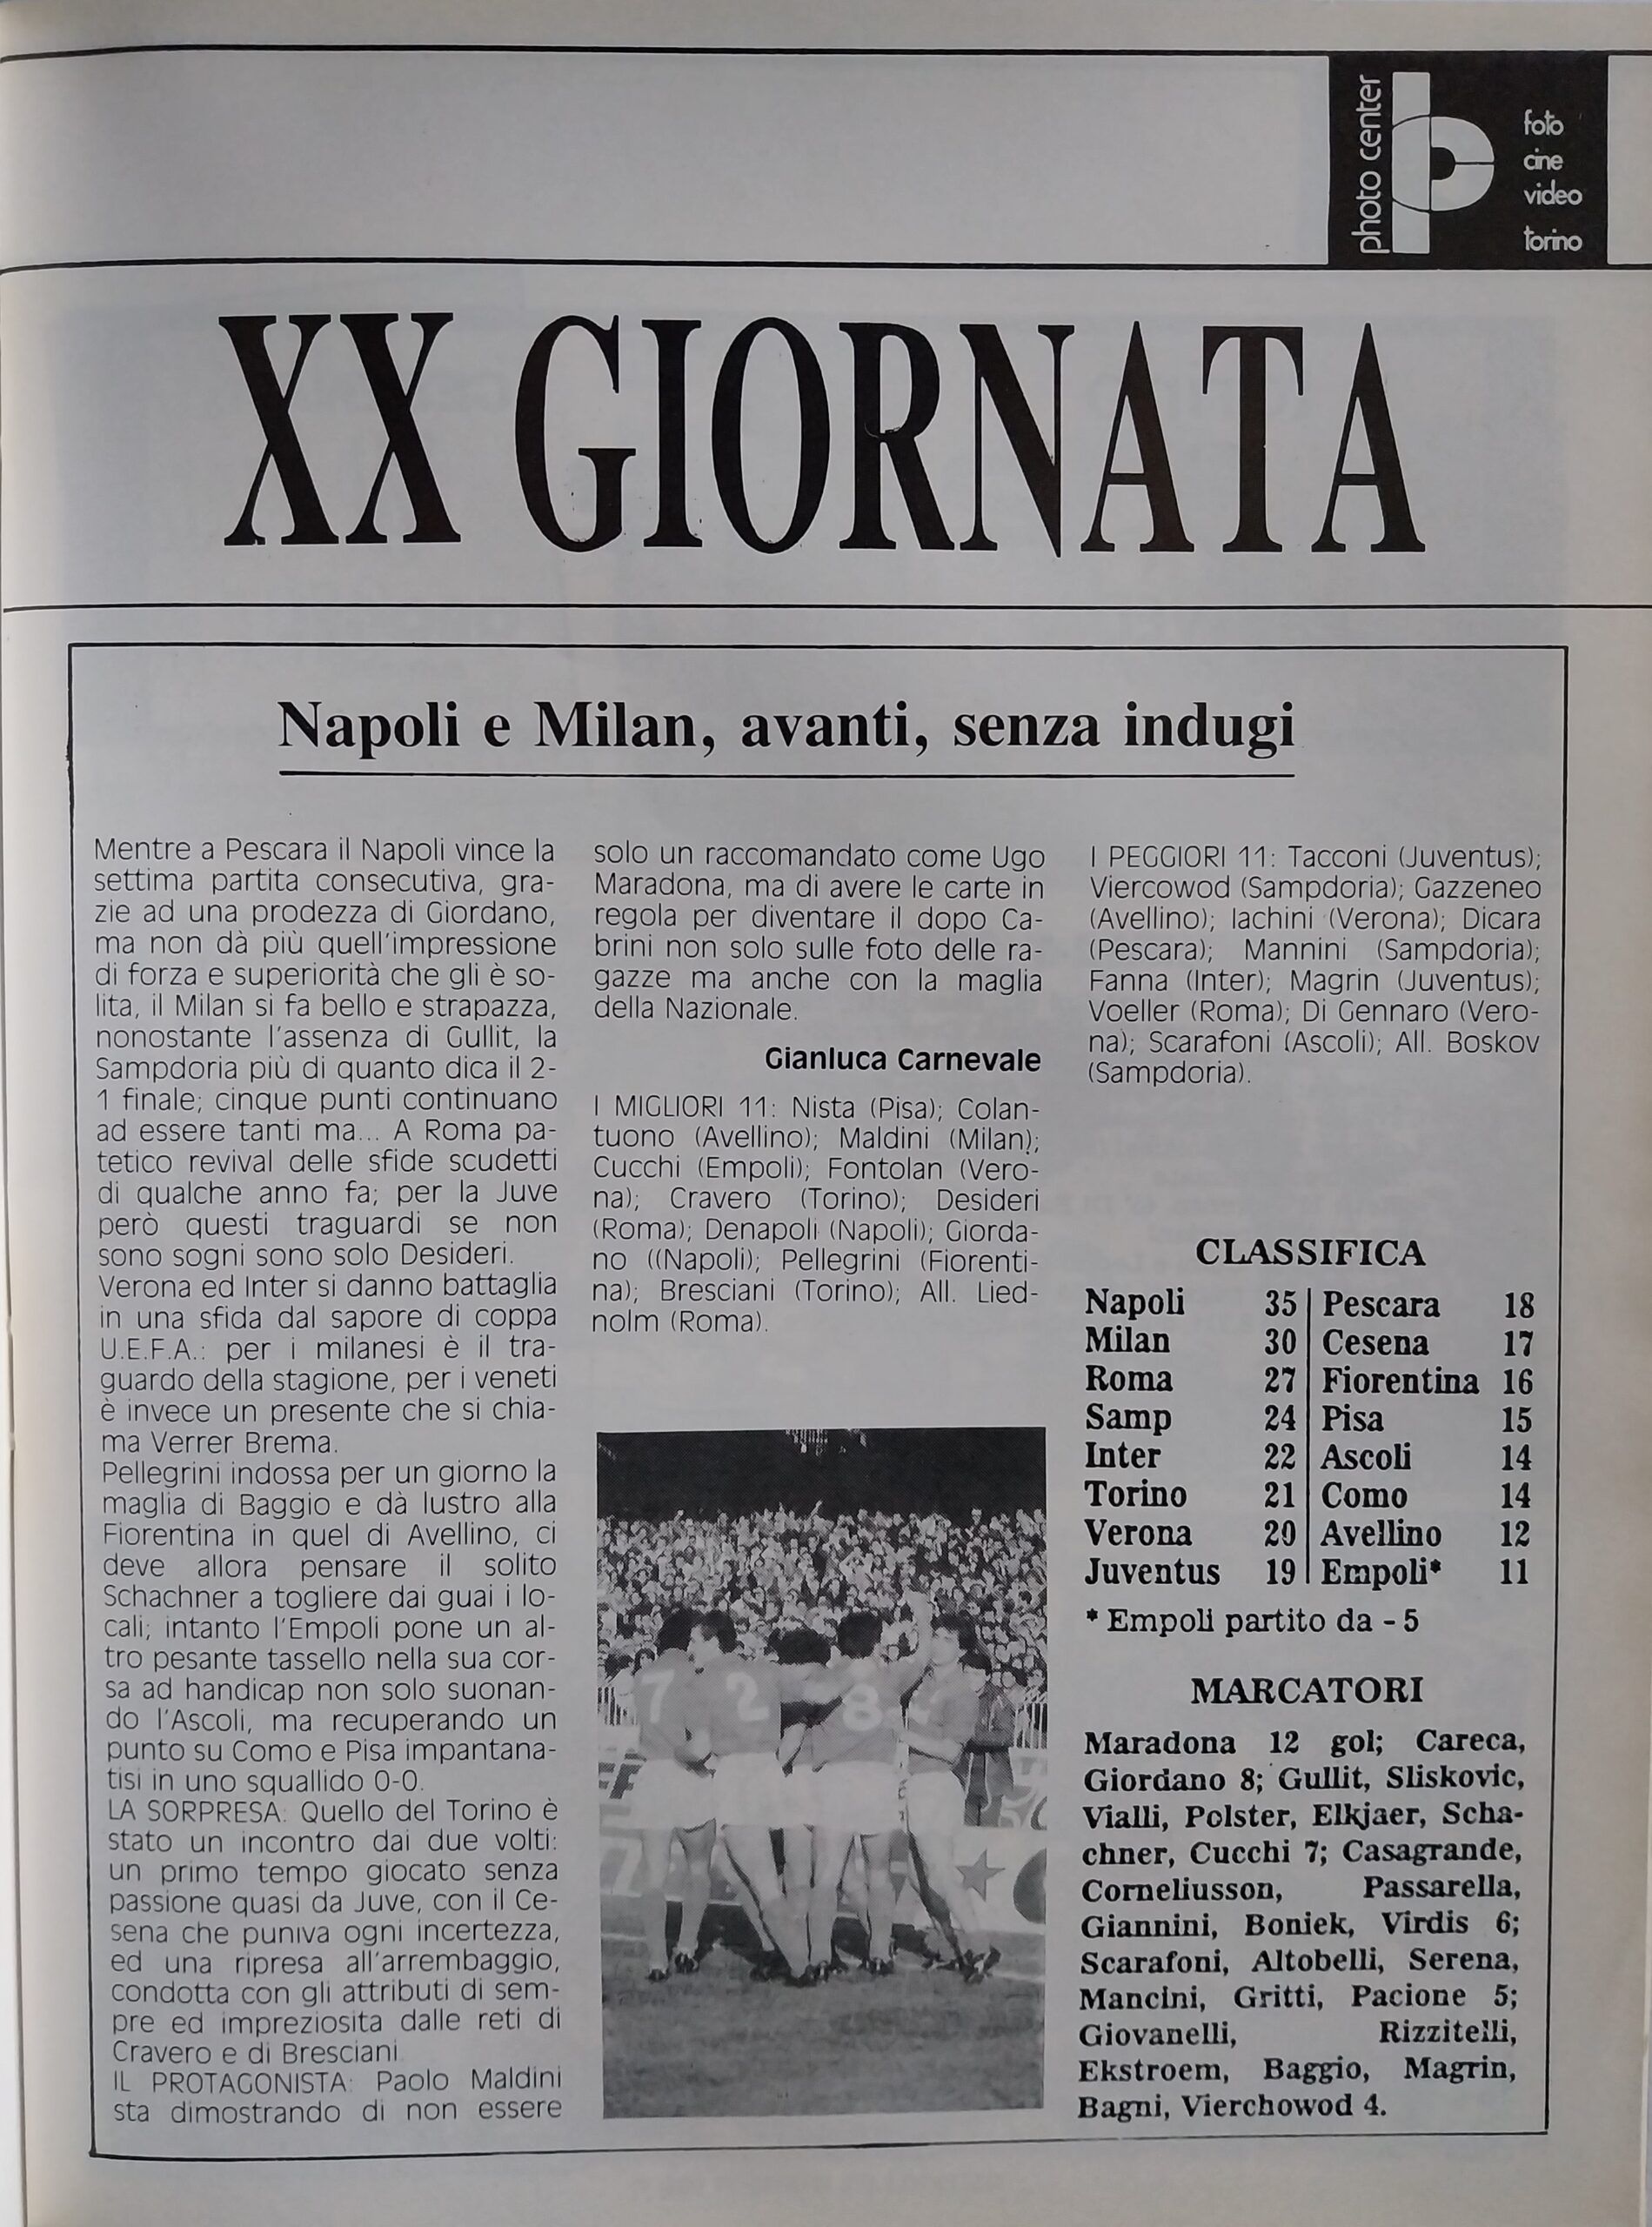 photo center
foto
cine
video
torino
XX GIORNATA
Napoli e Milan, avanti, senza indugi
Mentre a Pescara il Napoli vince la
settima partita consecutiva, gra-
zie ad una prodezza di Giordano,
ma non dà più quell'impressione
di forza e superiorità che gli è so-
lita, il Milan si fa bello e strapazza,
nonostante l'assenza di Gullit, la
Sampdoria più di quanto dica il 2-
1 finale; cinque punti continuano
ad essere tanti ma... A Roma pa-
tetico revival delle sfide scudetti
di qualche anno fa; per la Juve
però questi traguardi se non
sono sogni sono solo Desideri.
Verona ed Inter si danno battaglia
in una sfida dal sapore di coppa
U.E.F.A.: per i milanesi è il tra-
guardo della stagione, per i veneti
è invece un presente che si chia-
ma Verrer Brema.
Pellegrini indossa per un giorno la
maglia di Baggio e dà lustro alla
Fiorentina in quel di Avellino, ci
deve allora pensare il solito
Schachner a togliere dai guai i lo-
cali; intanto l'Empoli pone un al-
tro pesante tassello nella sua cor-
sa ad handicap non solo suonan-
do l'Ascoli, ma recuperando un
punto su Como e Pisa impantana-
tisi in uno squallido 0-0.
LA SORPRESA: Quello del Torino è
stato un incontro dai due volti:
un primo tempo giocato senza
passione quasi da Juve, con il Ce-
sena che puniva ogni incertezza,
ed una ripresa all'arrembaggio,
condotta con gli attributi di sem-
pre ed impreziosita dalle reti di
Cravero e di Bresciani.
IL PROTAGONISTA: Paolo Maldini
sta dimostrando di non essere
solo un raccomandato come Ugo
Maradona, ma di avere le carte in
regola per diventare il dopo Ca-
brini non solo sulle foto delle ra-
gazze ma anche con la maglia
della Nazionale.
Gianluca Carnevale
I MIGLIORI 11: Nista (Pisa); Colan-
tuono (Avellino); Maldini (Milan);
Cucchi (Empoli); Fontolan (Vero-
na); Cravero (Torino); Desideri
(Roma); Denapoli (Napoli); Giorda-
no ((Napoli); Pellegrini (Fiorenti-
na); Bresciani (Torino); All. Lied-
nolm (Roma).
7 2 8
I PEGGIORI 11: Tacconi (Juventus);
Viercowod (Sampdoria); Gazzeneo
(Avellino); Iachini (Verona); Dicara
(Pescara); Mannini (Sampdoria);
Fanna (Inter); Magrin (Juventus);
Voeller (Roma); Di Gennaro (Vero-
na); Scarafoni (Ascoli); All. Boskov
(Sampdoria).
CLASSIFICA
Napoli 35 Pescara 18
Milan 30 Cesena 17
Roma 27 Fiorentina 16
Samp 24 Pisa 15
Inter 22 Ascoli 14
Torino 21 Como 14
Verona 20 Avellino 12
Juventus 19 Empoli* 11
* Empoli partito da - 5
MARCATORI
Maradona 12 gol; Careca,
Giordano 8; Gullit, Sliskovic,
Vialli, Polster, Elkjaer, Scha-
chner, Cucchi 7; Casagrande,
Corneliusson, Passarella,
Giannini, Boniek, Virdis 6;
Scarafoni, Altobelli, Serena,
Mancini, Gritti, Pacione 5;
Giovanelli, Rizzitelli,
Ekstroem, Baggio, Magrin,
Bagni, Vierchowod 4.